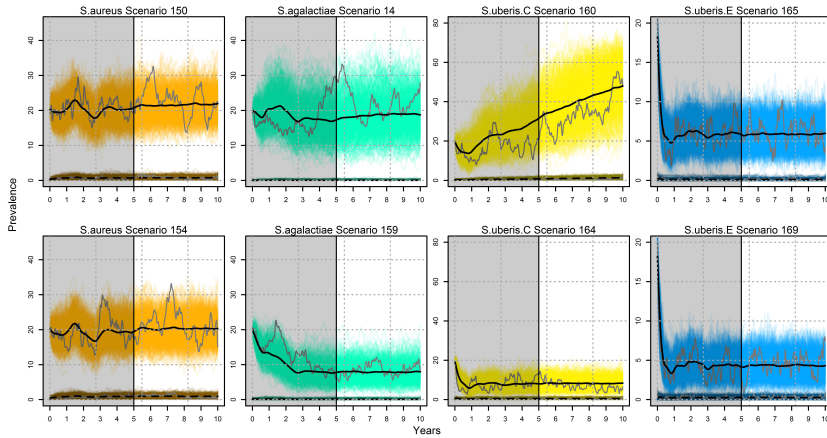 S.aureus Scenario 150
S.agalactiae Scenario 14
S.uberis.C Scenario 160
S.uberis.E Scenario 165
40
30
20
10
0
0 1 2 3 4 5 6 7 8 9 10
40
30
20
10
0
0 1 2 3 4 5 6 7 8 9 10
80
60
40
20
0
0 1 2 3 4 5 6 7 8 9 10
20
15
10
5
0
0 1 2 3 4 5 6 7 8 9 10
Prevalence
S.aureus Scenario 154
S.agalactiae Scenario 159
S.uberis.C Scenario 164
S.uberis.E Scenario 169
40
30
20
10
0
0 1 2 3 4 5 6 7 8 9 10
40
30
20
10
0
0 1 2 3 4 5 6 7 8 9 10
80
60
40
20
0
0 1 2 3 4 5 6 7 8 9 10
20
15
10
5
0
0 1 2 3 4 5 6 7 8 9 10
Years